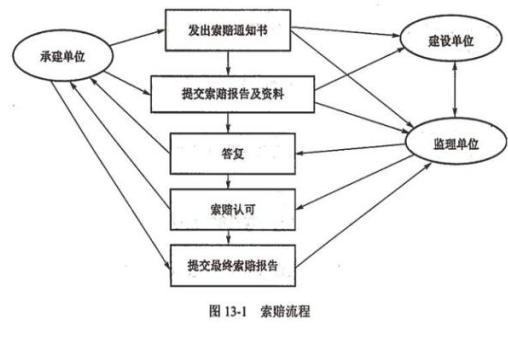 发出索赔通知书
承建单位
建设单位
提交索赔报告及资料
答复
监理单位
索赔认可
提交最终索赔报告
图 13-1 索赔流程